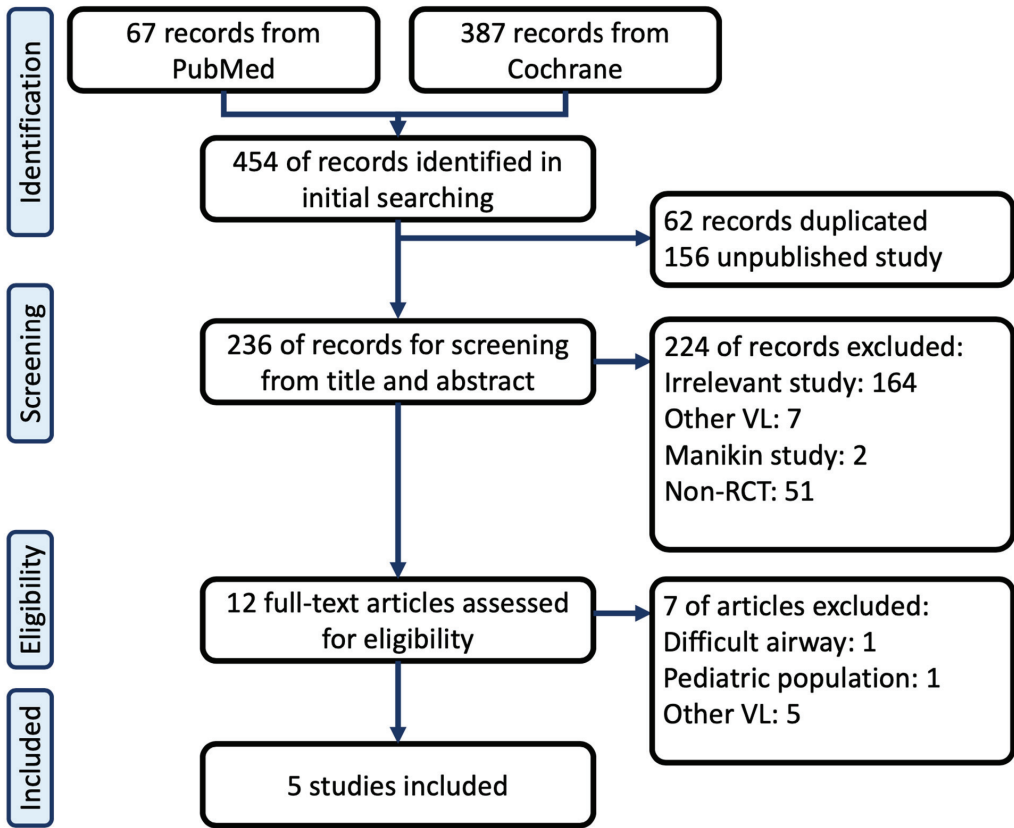 Identification
67 records from
PubMed
387 records from
Cochrane
454 of records identified in
initial searching
62 records duplicated
156 unpublished study
Screening
236 of records for screening
from title and abstract
224 of records excluded:
Irrelevant study: 164
Other VL: 7
Manikin study: 2
Non-RCT: 51
Eligibility
12 full-text articles assessed
for eligibility
7 of articles excluded:
Difficult airway: 1
Pediatric population: 1
Other VL: 5
Included
5 studies included